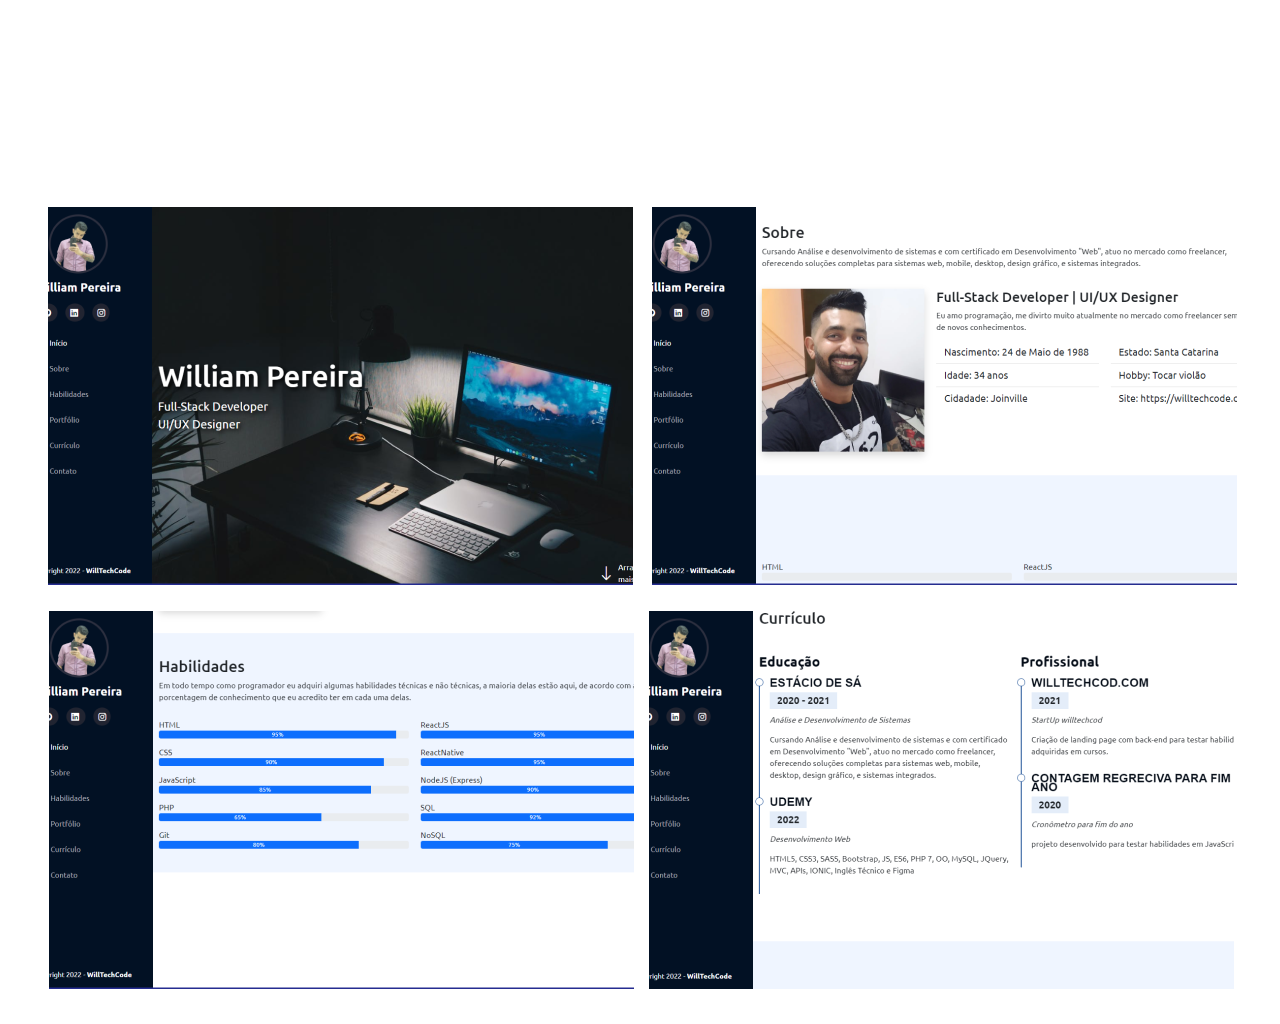 illiam Pereira
Início
Sobre
Habilidades
Portfólio
Currículo
Contato
right 2022 - WillTechCode
William Pereira
Full-Stack Developer
UI/UX Designer
Arra
mais
illiam Pereira
Início
Sobre
Habilidades
Portfólio
Currículo
Contato
right 2022 - WillTechCode
Sobre
Cursando Análise e desenvolvimento de sistemas e com certificado em Desenvolvimento "Web", atuo no mercado como freelancer,
oferecendo soluções completas para sistemas web, mobile, desktop, design gráfico, e sistemas integrados.
Full-Stack Developer | UI/UX Designer
Eu amo programação, me divirto muito atualmente no mercado como freelancer sem
de novos conhecimentos.
Nascimento: 24 de Maio de 1988
Estado: Santa Catarina
Idade: 34 anos
Hobby: Tocar violão
Cidadade: Joinville
Site: https://willtechcode.c
HTML
ReactJS
illiam Pereira
Início
Sobre
Habilidades
Portfólio
Currículo
Contato
right 2022 - WillTechCode
Habilidades
Em todo tempo como programador eu adquiri algumas habilidades técnicas e não técnicas, a maioria delas estão aqui, de acordo com a
porcentagem de conhecimento que eu acredito ter em cada uma delas.
HTML
95%
CSS
90%
JavaScript
85%
PHP
65%
Git
80%
ReactJS
95%
ReactNative
95%
NodeJS (Express)
90%
SQL
92%
NoSQL
75%
illiam Pereira
Início
Sobre
Habilidades
Portfólio
Currículo
Contato
right 2022 - WillTechCode
Currículo
Educação
ESTÁCIO DE SÁ
2020 - 2021
Análise e Desenvolvimento de Sistemas
Cursando Análise e desenvolvimento de sistemas e com certificado
em Desenvolvimento "Web", atuo no mercado como freelancer,
oferecendo soluções completas para sistemas web, mobile,
desktop, design gráfico, e sistemas integrados.
UDEMY
2022
Desenvolvimento Web
HTML5, CSS3, SASS, Bootstrap, JS, ES6, PHP 7, OO, MySQL, JQuery,
MVC, APIs, IONIC, Inglês Técnico e Figma
Profissional
WILLTECHCOD.COM
2021
StartUp willtechcod
Criação de landing page com back-end para testar habilid
adquiridas em cursos.
CONTAGEM REGRECIVA PARA FIM
ANO
2020
Cronômetro para fim do ano
projeto desenvolvido para testar habilidades em JavaScri